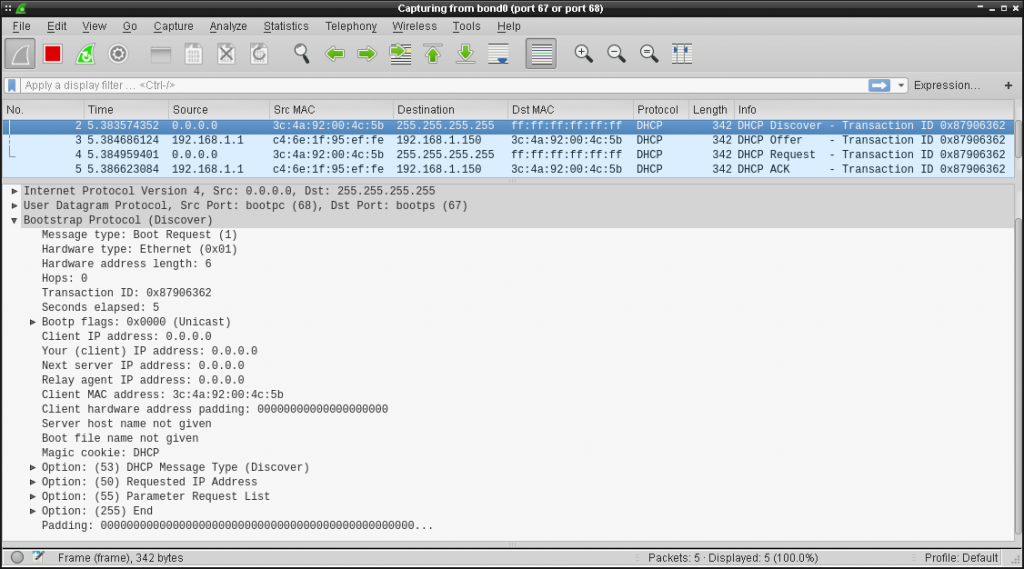 Capturing from bond0 (port 67 or port 68)
File Edit View Go Capture Analyze Statistics Telephony Wireless Tools Help
Apply a display filter ... <Ctrl-/> Expression... +
No. Time Source Src MAC Destination Dst MAC Protocol Length Info
2 5.383574352 0.0.0.0 3c:4a:92:00:4c:5b 255.255.255.255 ff:ff:ff:ff:ff:ff DHCP 342 DHCP Discover - Transaction ID 0x87906362
3 5.384686124 192.168.1.1 c4:6e:1f:95:ef:fe 192.168.1.150 3c:4a:92:00:4c:5b DHCP 342 DHCP Offer - Transaction ID 0x87906362
4 5.384959401 0.0.0.0 3c:4a:92:00:4c:5b 255.255.255.255 ff:ff:ff:ff:ff:ff DHCP 342 DHCP Request - Transaction ID 0x87906362
5 5.386623084 192.168.1.1 c4:6e:1f:95:ef:fe 192.168.1.150 3c:4a:92:00:4c:5b DHCP 342 DHCP ACK - Transaction ID 0x87906362
Internet Protocol Version 4, Src: 0.0.0.0, Dst: 255.255.255.255
User Datagram Protocol, Src Port: bootpc (68), Dst Port: bootps (67)
Bootstrap Protocol (Discover)
Message type: Boot Request (1)
Hardware type: Ethernet (0x01)
Hardware address length: 6
Hops: 0
Transaction ID: 0x87906362
Seconds elapsed: 5
Bootp flags: 0x0000 (Unicast)
Client IP address: 0.0.0.0
Your (client) IP address: 0.0.0.0
Next server IP address: 0.0.0.0
Relay agent IP address: 0.0.0.0
Client MAC address: 3c:4a:92:00:4c:5b
Client hardware address padding: 00000000000000000000
Server host name not given
Boot file name not given
Magic cookie: DHCP
Option: (53) DHCP Message Type (Discover)
Option: (50) Requested IP Address
Option: (55) Parameter Request List
Option: (255) End
Padding: 000000000000000000000000000000000000000000000000...
Frame (frame), 342 bytes Packets: 5 · Displayed: 5 (100.0%) Profile: Default